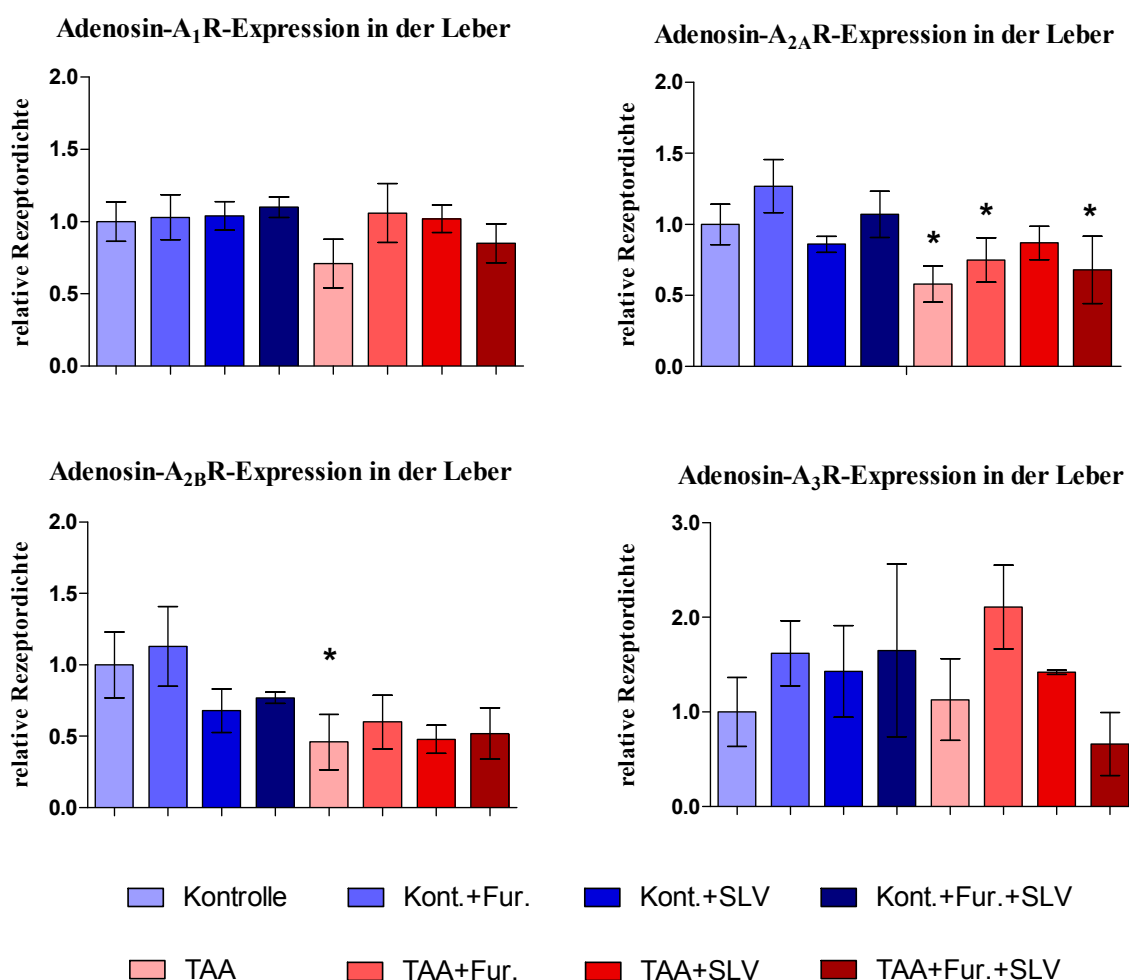 Adenosin-A₁R-Expression in der Leber
relative Rezeptordichte
2.0
1.5
1.0
0.5
0.0
Adenosin-A₂AR-Expression in der Leber
relative Rezeptordichte
2.0
1.5
1.0
0.5
0.0
* * *
Adenosin-A₂BR-Expression in der Leber
relative Rezeptordichte
2.0
1.5
1.0
0.5
0.0
*
Adenosin-A₃R-Expression in der Leber
relative Rezeptordichte
3.0
2.0
1.0
0.0
Kontrolle Kont.+Fur. Kont.+SLV Kont.+Fur.+SLV
TAA TAA+Fur. TAA+SLV TAA+Fur.+SLV